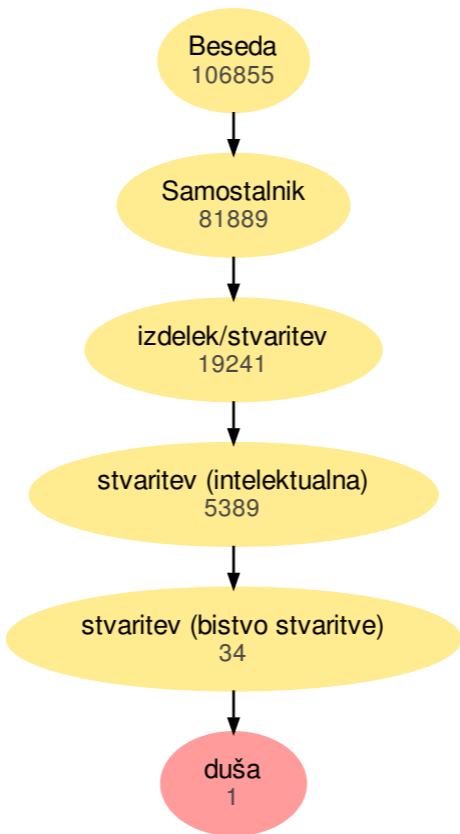 Beseda
106855
Samostalnik
81889
izdelek/stvaritev
19241
stvaritev (intelektualna)
5389
stvaritev (bistvo stvaritve)
34
duša
1